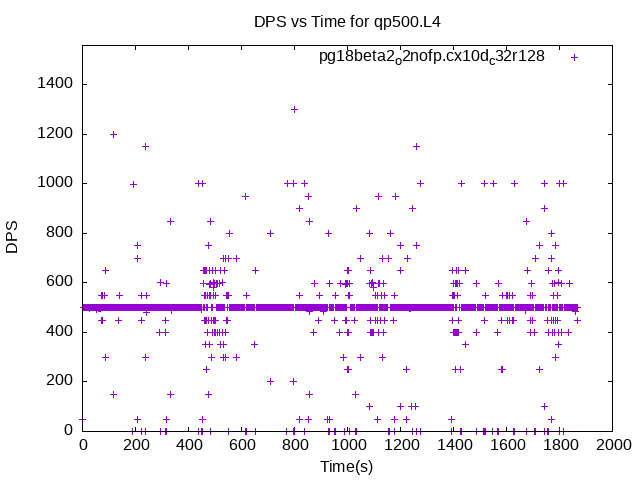 DPS vs Time for qp500.L4
pg18beta2o2nofp.cx10dc32r128
DPS
1400
1200
1000
800
600
400
200
0
0 200 400 600 800 1000 1200 1400 1600 1800 2000
Time(s)